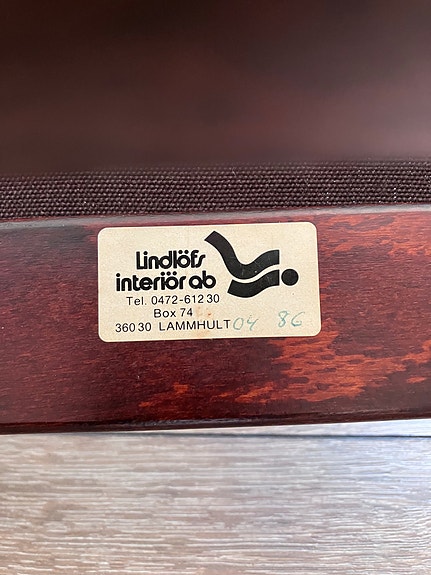 Lindlöfs
interiör ab
Tel. 0472-612 30
Box 74
360 30 LAMMHULT 04 86